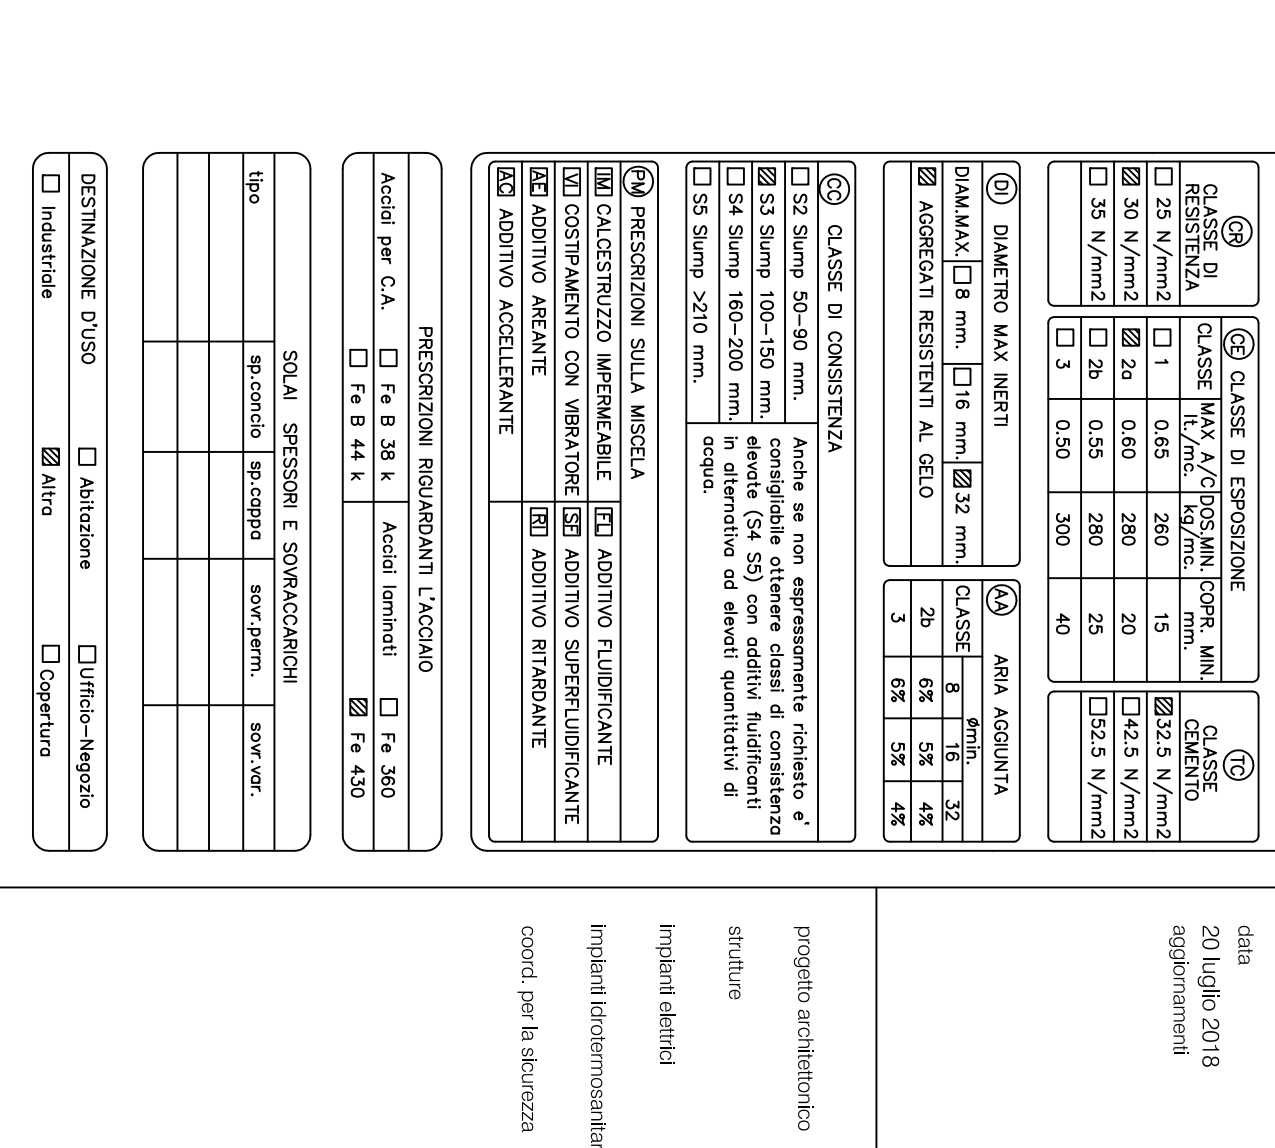 CR
CLASSE DI
RESISTENZA
25 N/mm2
30 N/mm2
35 N/mm2
CE CLASSE DI ESPOSIZIONE
CLASSE MAX A/C lt./mc. DOS.MIN. kg/mc. COPR. MIN. mm.
1 0.65 260 15
2a 0.60 280 20
2b 0.55 280 25
3 0.50 300 40
TC
CLASSE
CEMENTO
32.5 N/mm2
42.5 N/mm2
52.5 N/mm2
DI DIAMETRO MAX INERTI
DIAM.MAX. 8 mm. 16 mm. 32 mm.
AGGREGATI RESISTENTI AL GELO
AA ARIA AGGIUNTA
CLASSE ømin.
8 16 32
2b 6% 5% 4%
3 6% 5% 4%
CC CLASSE DI CONSISTENZA
S2 Slump 50-90 mm.
S3 Slump 100-150 mm.
S4 Slump 160-200 mm.
S5 Slump >210 mm.
Anche se non espressamente richiesto e'
consigliabile ottenere classi di consistenza
elevate (S4 S5) con additivi fluidificanti
in alternativa ad elevati quantitativi di
acqua.
PM PRESCRIZIONI SULLA MISCELA
IM CALCESTRUZZO IMPERMEABILE FL ADDITIVO FLUIDIFICANTE
VI COSTIPAMENTO CON VIBRATORE SF ADDITIVO SUPERFLUIDIFICANTE
AE ADDITIVO AREANTE RI ADDITIVO RITARDANTE
AC ADDITIVO ACCELLERANTE
PRESCRIZIONI RIGUARDANTI L'ACCIAIO
Acciai per C.A. Fe B 38 k Acciai laminati Fe 360
Fe B 44 k Fe 430
SOLAI SPESSORI E SOVRACCARICHI
tipo sp.concio sp.cappa sovr.perm. sovr.var.
DESTINAZIONE D'USO Abitazione Ufficio-Negozio
Industriale Altra Copertura
data
20 luglio 2018
aggiornamenti
progetto architettonico
strutture
impianti elettrici
impianti idrotermosanitar
coord. per la sicurezza